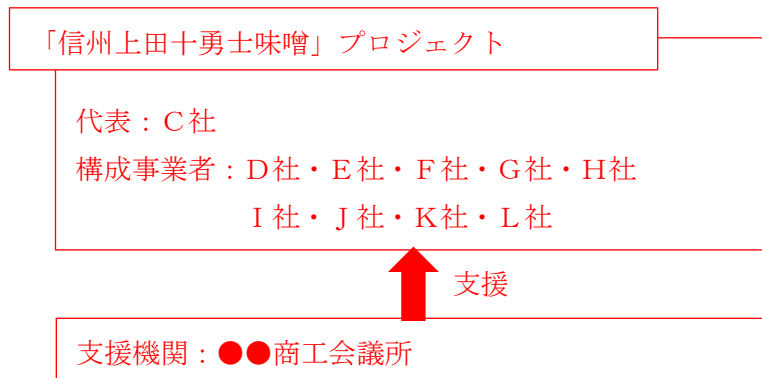 「信州上田十勇士味噌」プロジェクト
代表：Ｃ社
構成事業者：Ｄ社・Ｅ社・Ｆ社・Ｇ社・Ｈ社
Ｉ社・Ｊ社・Ｋ社・Ｌ社
支援
支援機関：●●商工会議所